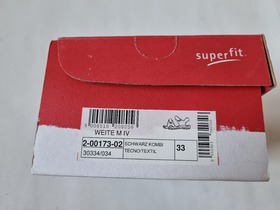 superfit.
WEITE M IV
2-00173-02
SCHWARZ KOMBI
TECNO/TEXTIL
33
30334/034